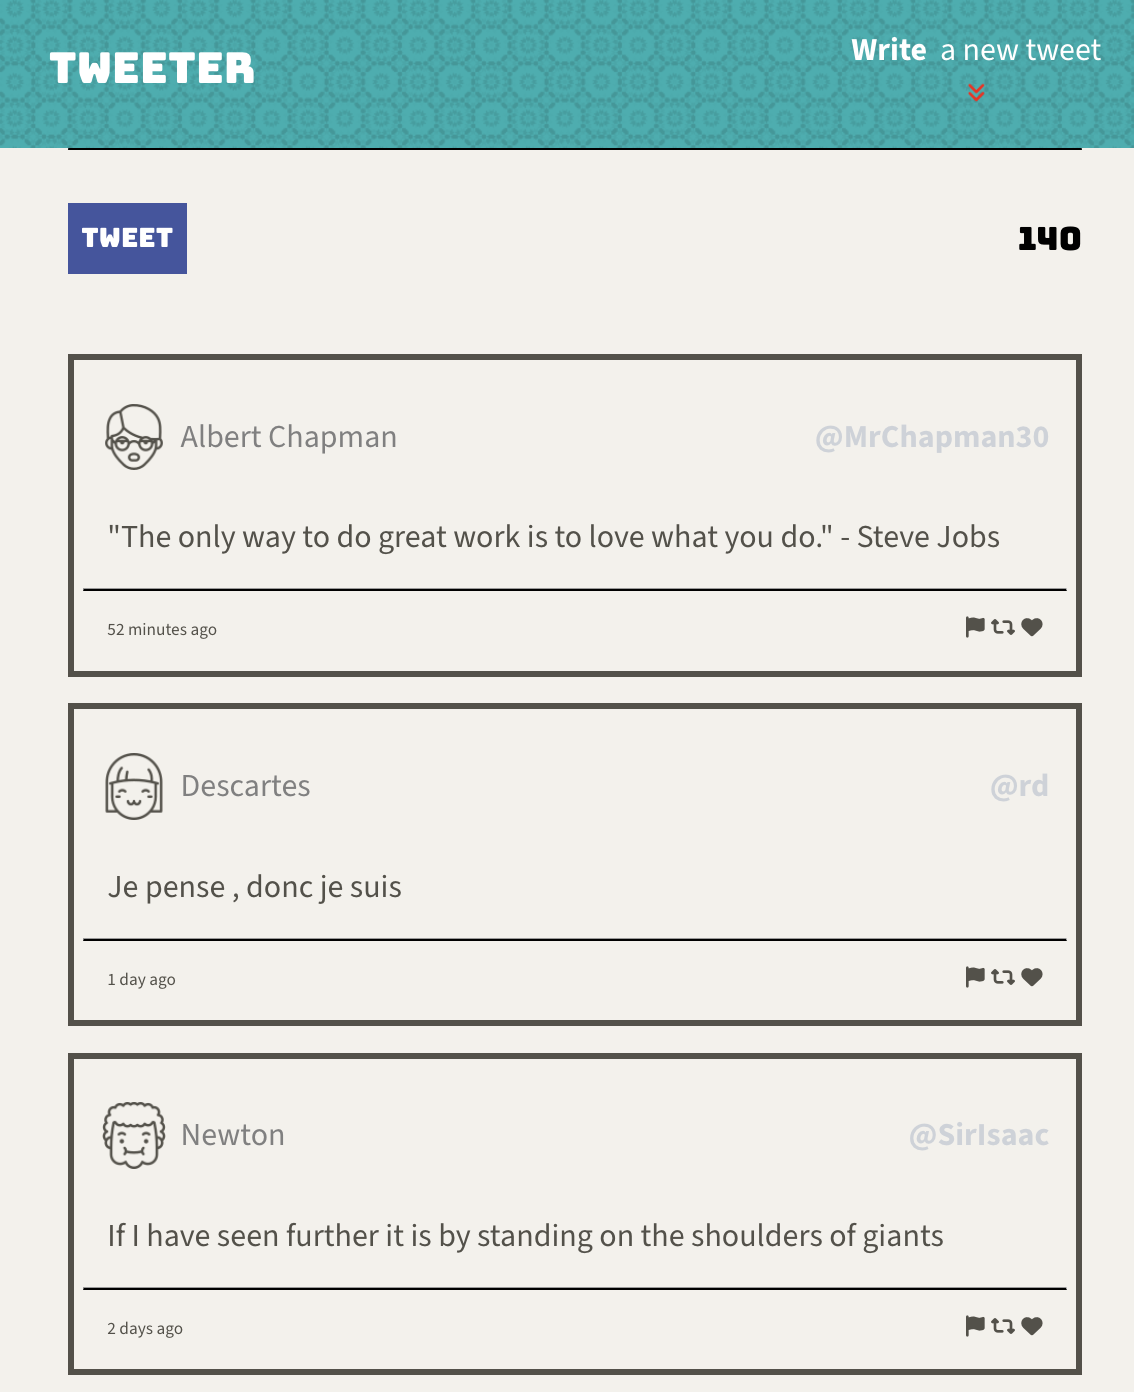 TWEETER
Write a new tweet
TWEET
140
Albert Chapman
@MrChapman30
"The only way to do great work is to love what you do." - Steve Jobs
52 minutes ago
Descartes
@rd
Je pense , donc je suis
1 day ago
Newton
@SirIsaac
If I have seen further it is by standing on the shoulders of giants
2 days ago